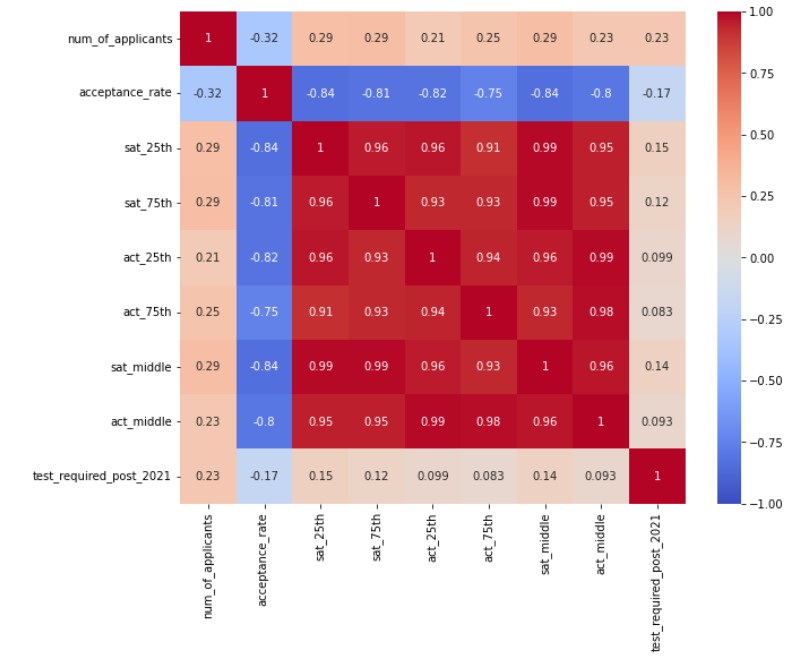 num_of_applicants 1 -0.32 0.29 0.29 0.21 0.25 0.29 0.23 0.23
acceptance_rate -0.32 1 -0.84 -0.81 -0.82 -0.75 -0.84 -0.8 -0.17
sat_25th 0.29 -0.84 1 0.96 0.96 0.91 0.99 0.95 0.15
sat_75th 0.29 -0.81 0.96 1 0.93 0.93 0.99 0.95 0.12
act_25th 0.21 -0.82 0.96 0.93 1 0.94 0.96 0.99 0.099
act_75th 0.25 -0.75 0.91 0.93 0.94 1 0.93 0.98 0.083
sat_middle 0.29 -0.84 0.99 0.99 0.96 0.93 1 0.96 0.14
act_middle 0.23 -0.8 0.95 0.95 0.99 0.98 0.96 1 0.093
test_required_post_2021 0.23 -0.17 0.15 0.12 0.099 0.083 0.14 0.093 1
num_of_applicants
acceptance_rate
sat_25th
sat_75th
act_25th
act_75th
sat_middle
act_middle
test_required_post_2021
1.00
0.75
0.50
0.25
0.00
−0.25
−0.50
−0.75
−1.00